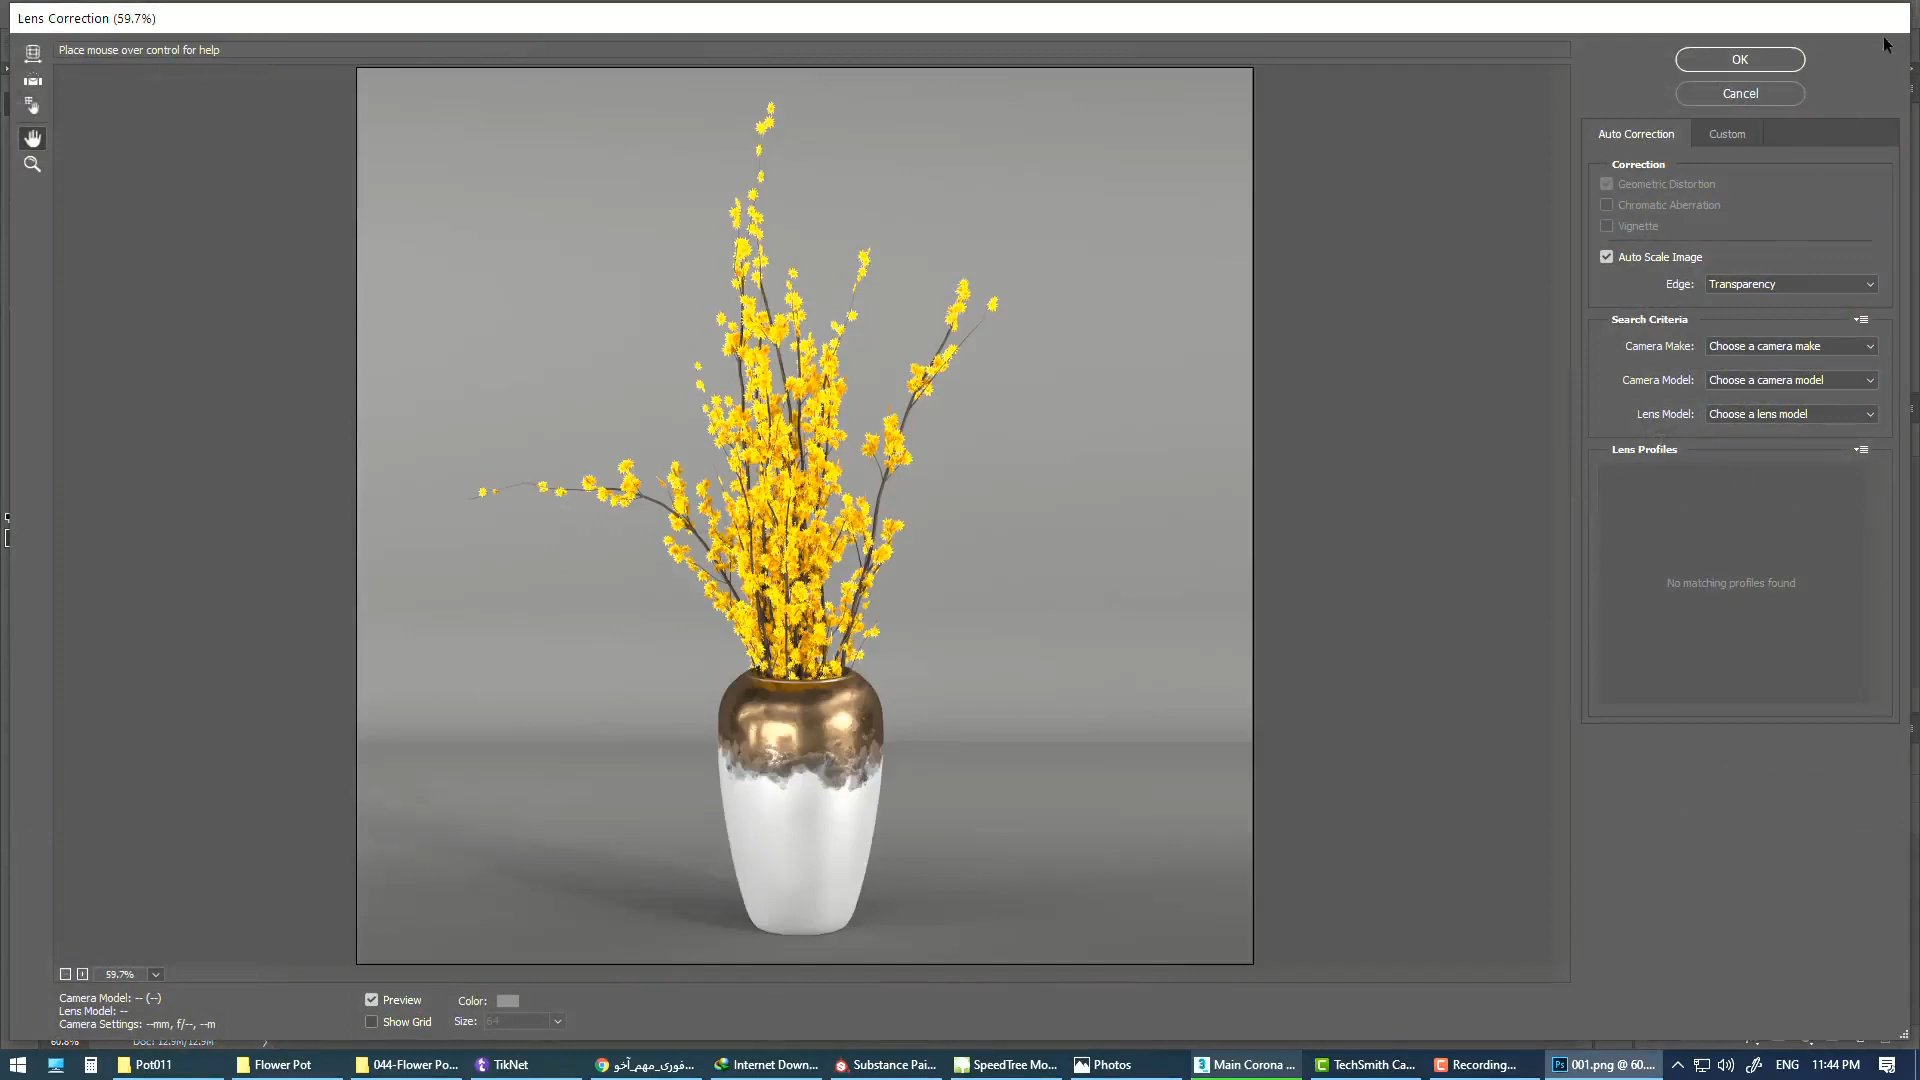 Lens Correction (59.7%)
Place mouse over control for help
OK
Cancel
Auto Correction
Custom
Correction
Geometric Distortion
Chromatic Aberration
Vignette
Auto Scale Image
Edge: Transparency
Search Criteria
Camera Make: Choose a camera make
Camera Model: Choose a camera model
Lens Model: Choose a lens model
Lens Profiles
No matching profiles found
59.7%
Camera Model: -- (--)
Lens Model: --
Camera Settings: --mm, f/--, --m
Preview
Color:
Show Grid
Size: 64
Pot011
Flower Pot
044-Flower Po...
TikNet
فوری_مهم_آخو...
Internet Down...
Substance Pai...
SpeedTree Mo...
Photos
Main Corona ...
TechSmith Ca...
Recording...
001.png @ 60....
ENG
11:44 PM